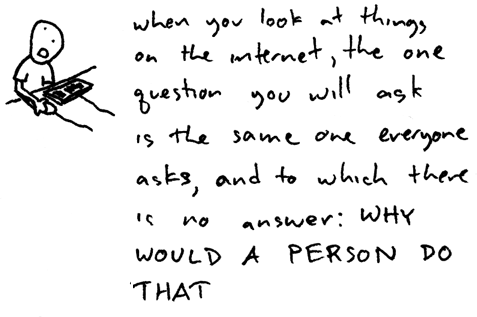 when you look at things
on the internet, the one
question you will ask
is the same one everyone
asks, and to which there
is no answer: WHY
WOULD A PERSON DO
THAT